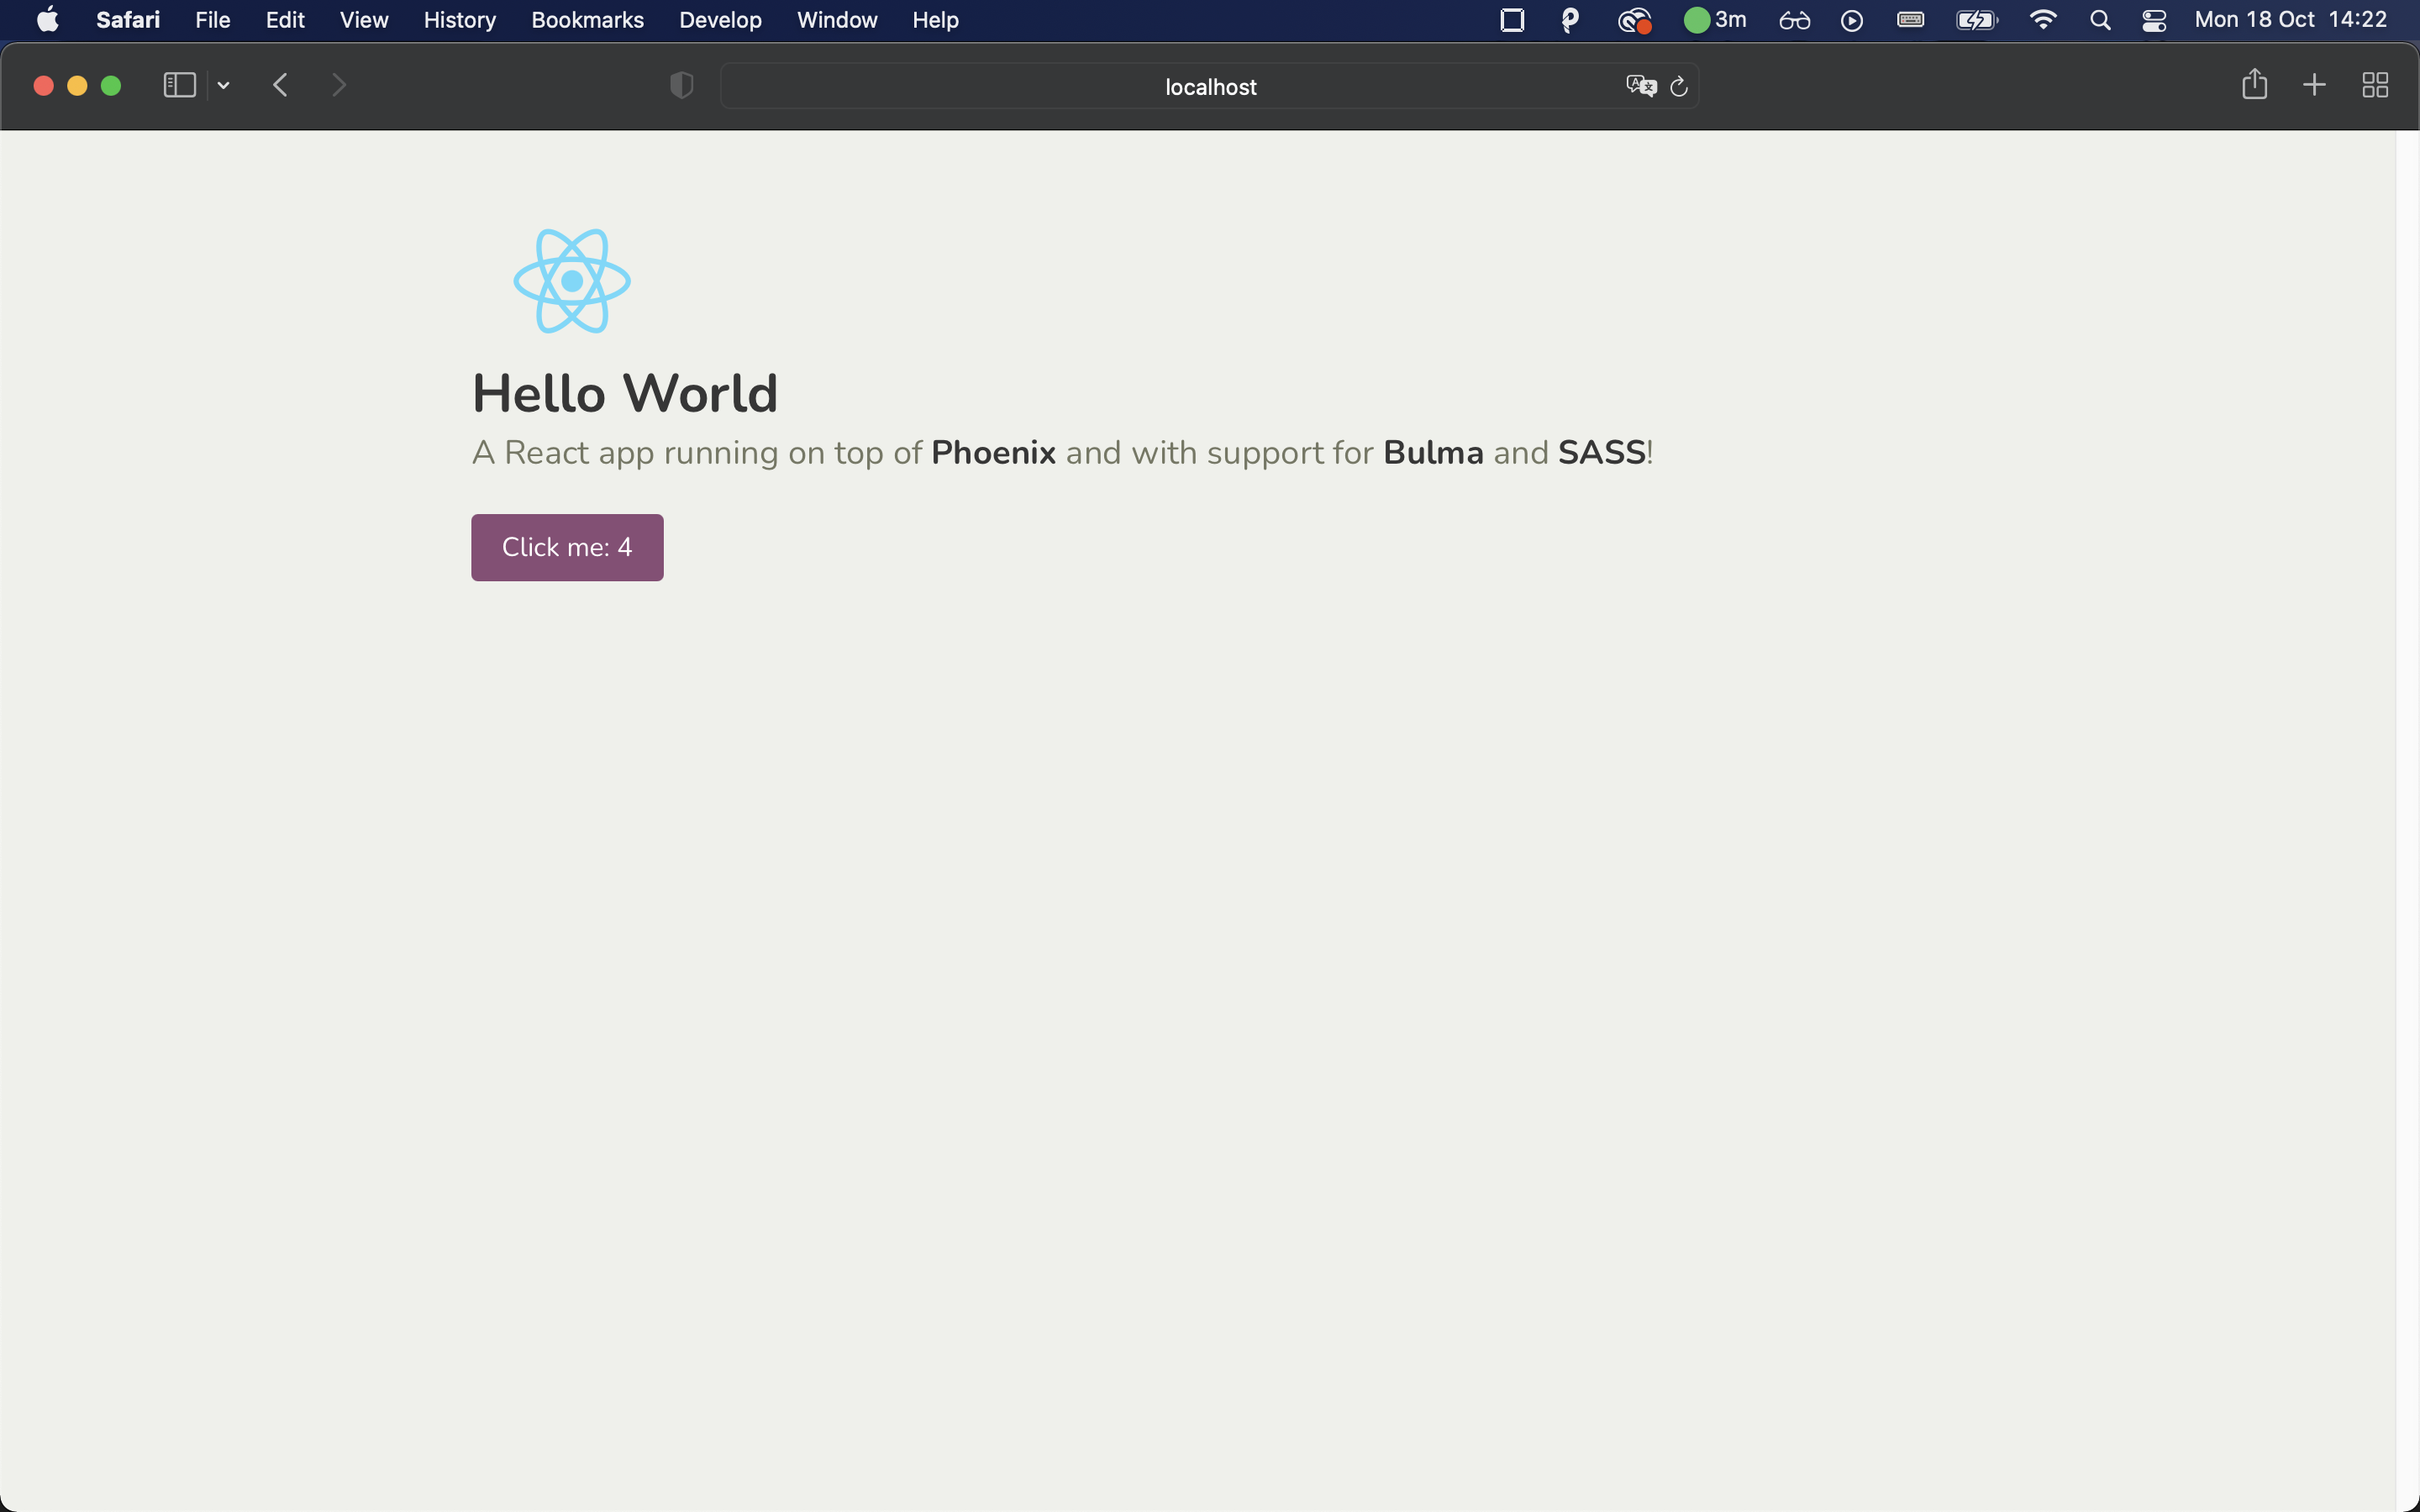 Safari File Edit View History Bookmarks Develop Window Help 3m Mon 18 Oct 14:22
localhost
Hello World
A React app running on top of Phoenix and with support for Bulma and SASS!
Click me: 4